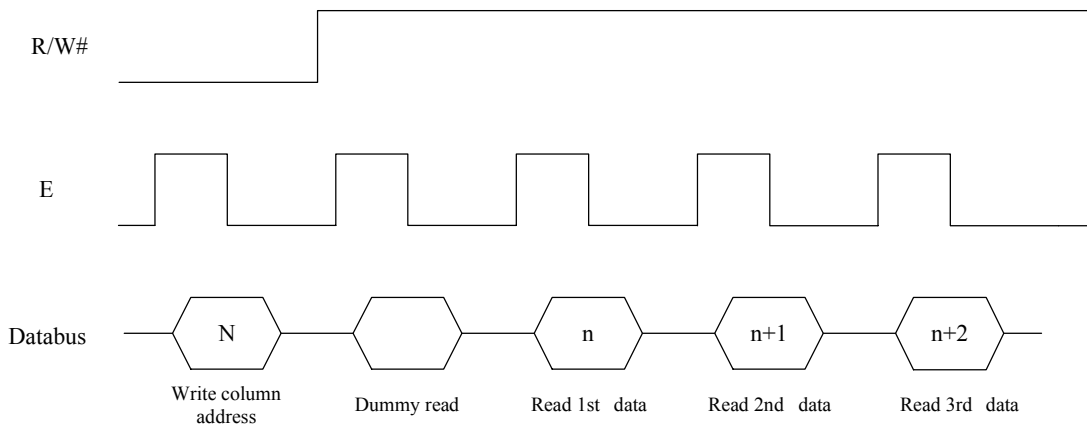 R/W#
E
Databus
N
n
n+1
n+2
Write column
address
Dummy read
Read 1st data
Read 2nd data
Read 3rd data